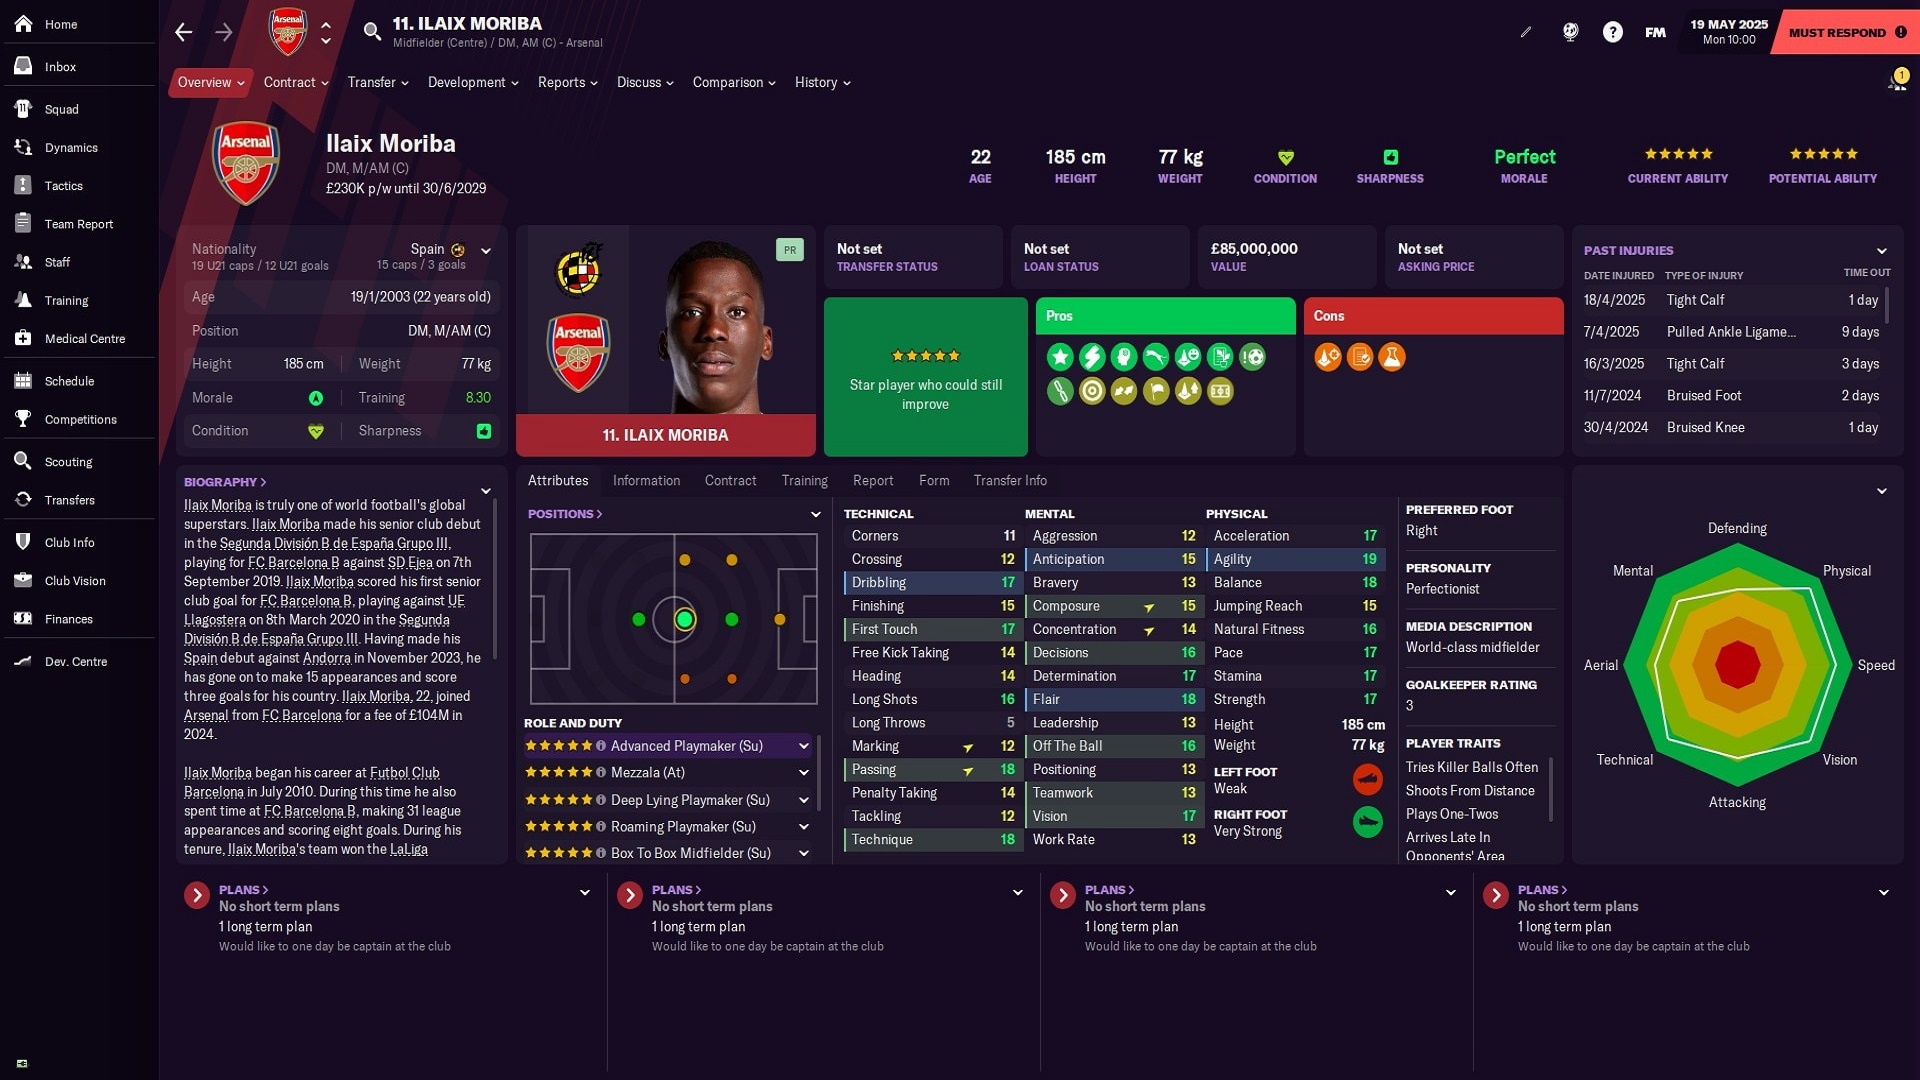 Home
Inbox
Squad
Dynamics
Tactics
Team Report
Staff
Training
Medical Centre
Schedule
Competitions
Scouting
Transfers
Club Info
Club Vision
Finances
Dev. Centre
Arsenal
11. ILAIX MORIBA
Midfielder (Centre) / DM, AM (C) - Arsenal
FM
19 MAY 2025
Mon 10:00
MUST RESPOND
Overview
Contract
Transfer
Development
Reports
Discuss
Comparison
History
1
Arsenal
Ilaix Moriba
DM, M/AM (C)
£230K p/w until 30/6/2029
22
AGE
185 cm
HEIGHT
77 kg
WEIGHT
CONDITION
SHARPNESS
Perfect
MORALE
CURRENT ABILITY
POTENTIAL ABILITY
Nationality
Spain
19 U21 caps / 12 U21 goals
15 caps / 3 goals
Age 19/1/2003 (22 years old)
Position DM, M/AM (C)
Height 185 cm Weight 77 kg
Morale Training 8.30
Condition Sharpness
PR
Arsenal
11. ILAIX MORIBA
Not set
TRANSFER STATUS
Not set
LOAN STATUS
£85,000,000
VALUE
Not set
ASKING PRICE
Star player who could still
improve
Pros
Cons
PAST INJURIES
DATE INJURED TYPE OF INJURY TIME OUT
18/4/2025 Tight Calf 1 day
7/4/2025 Pulled Ankle Ligame... 9 days
16/3/2025 Tight Calf 3 days
11/7/2024 Bruised Foot 2 days
30/4/2024 Bruised Knee 1 day
BIOGRAPHY
Ilaix Moriba is truly one of world football's global
superstars. Ilaix Moriba made his senior club debut
in the Segunda División B de España Grupo III,
playing for FC Barcelona B against SD Ejea on 7th
September 2019. Ilaix Moriba scored his first senior
club goal for FC Barcelona B, playing against UE
Llagostera on 8th March 2020 in the Segunda
División B de España Grupo III. Having made his
Spain debut against Andorra in November 2023, he
has gone on to make 15 appearances and score
three goals for his country. Ilaix Moriba, 22, joined
Arsenal from FC Barcelona for a fee of £104M in
2024.
Ilaix Moriba began his career at Futbol Club
Barcelona in July 2010. During this time he also
spent time at FC Barcelona B, making 31 league
appearances and scoring eight goals. During his
tenure, Ilaix Moriba's team won the LaLiga
Attributes
Information
Contract
Training
Report
Form
Transfer Info
POSITIONS
ROLE AND DUTY
Advanced Playmaker (Su)
Mezzala (At)
Deep Lying Playmaker (Su)
Roaming Playmaker (Su)
Box To Box Midfielder (Su)
TECHNICAL
Corners 11
Crossing 12
Dribbling 17
Finishing 15
First Touch 17
Free Kick Taking 14
Heading 14
Long Shots 16
Long Throws 5
Marking 12
Passing 18
Penalty Taking 14
Tackling 12
Technique 18
MENTAL
Aggression 12
Anticipation 15
Bravery 13
Composure 15
Concentration 14
Decisions 16
Determination 17
Flair 18
Leadership 13
Off The Ball 16
Positioning 13
Teamwork 13
Vision 17
Work Rate 13
PHYSICAL
Acceleration 17
Agility 19
Balance 18
Jumping Reach 15
Natural Fitness 16
Pace 17
Stamina 17
Strength 17
Height 185 cm
Weight 77 kg
LEFT FOOT
Weak
RIGHT FOOT
Very Strong
PREFERRED FOOT
Right
PERSONALITY
Perfectionist
MEDIA DESCRIPTION
World-class midfielder
GOALKEEPER RATING
3
PLAYER TRAITS
Tries Killer Balls Often
Shoots From Distance
Plays One-Twos
Arrives Late In
Opponents' Area
Defending
Physical
Speed
Vision
Attacking
Technical
Aerial
Mental
PLANS
No short term plans
1 long term plan
Would like to one day be captain at the club
PLANS
No short term plans
1 long term plan
Would like to one day be captain at the club
PLANS
No short term plans
1 long term plan
Would like to one day be captain at the club
PLANS
No short term plans
1 long term plan
Would like to one day be captain at the club